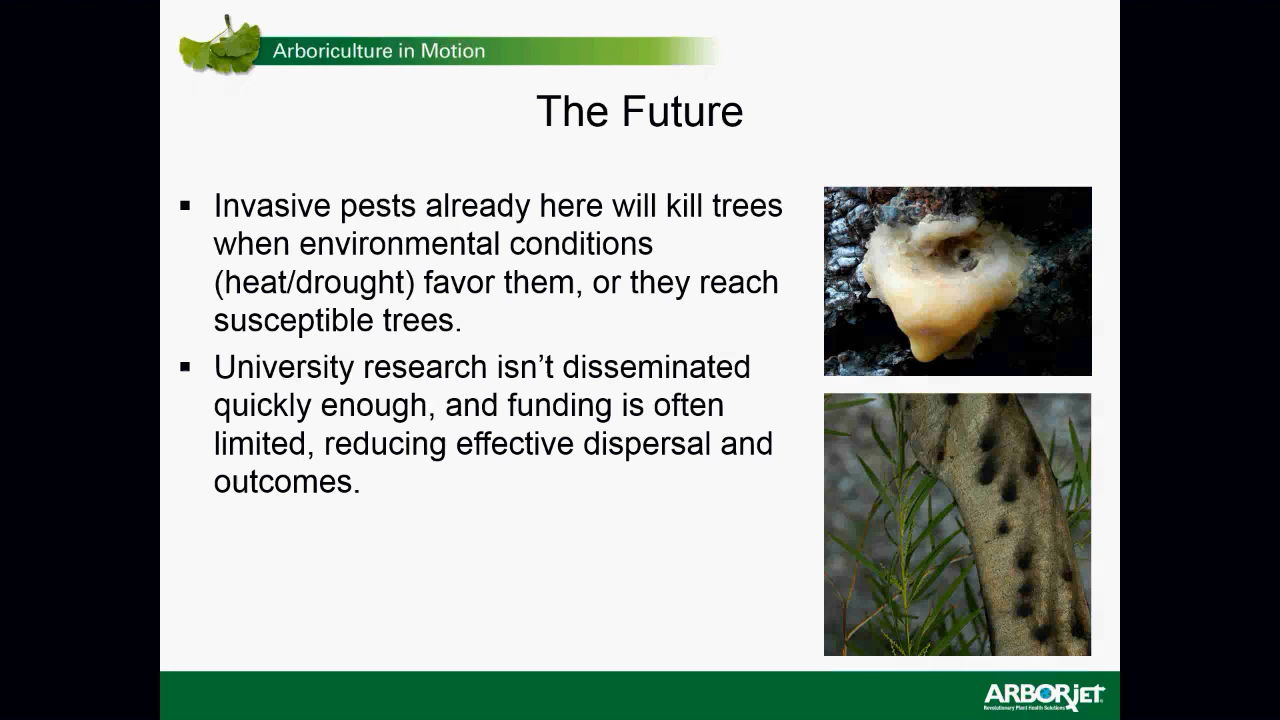 Arboriculture in Motion
The Future
▪ Invasive pests already here will kill trees
when environmental conditions
(heat/drought) favor them, or they reach
susceptible trees.
▪ University research isn’t disseminated
quickly enough, and funding is often
limited, reducing effective dispersal and
outcomes.
ARBORjet
Revolutionary Plant Health Solutions